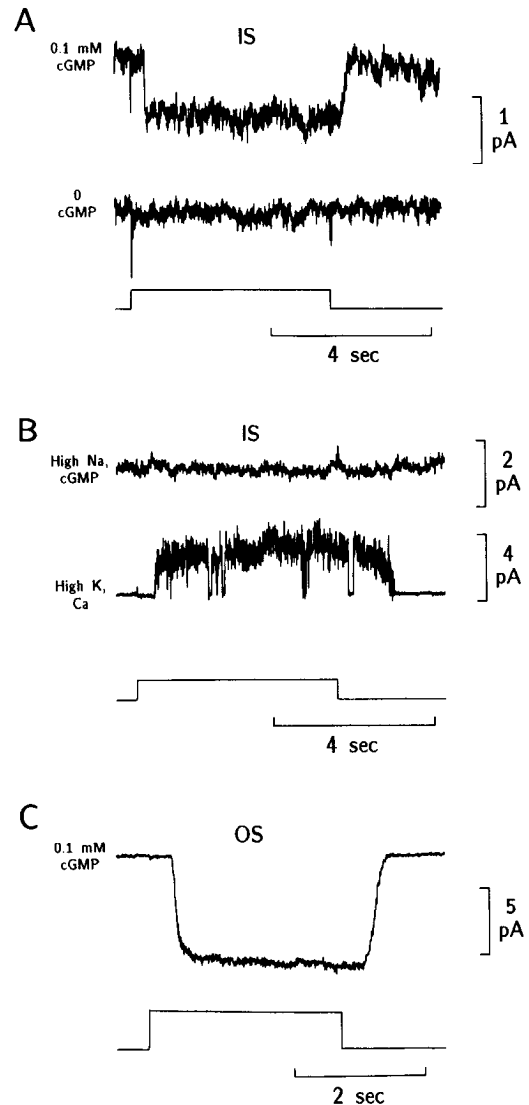 A
IS
0.1 mM
cGMP
1
pA
0
cGMP
4 sec
B
IS
High Na,
cGMP
2
pA
4
pA
High K,
Ca
4 sec
C
OS
0.1 mM
cGMP
5
pA
2 sec